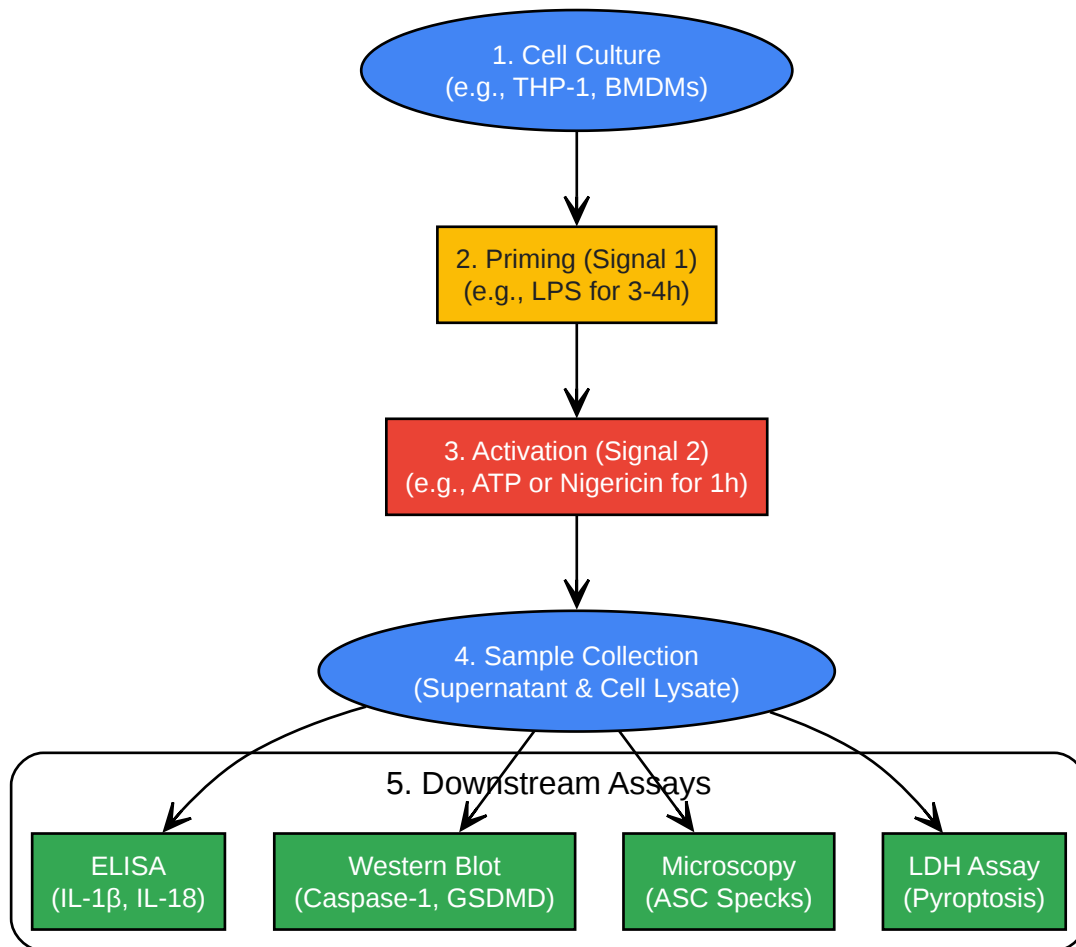 1. Cell Culture
(e.g., THP-1, BMDMs)
2. Priming (Signal 1)
(e.g., LPS for 3-4h)
3. Activation (Signal 2)
(e.g., ATP or Nigericin for 1h)
4. Sample Collection
(Supernatant & Cell Lysate)
5. Downstream Assays
ELISA
(IL-1β, IL-18)
Western Blot
(Caspase-1, GSDMD)
Microscopy
(ASC Specks)
LDH Assay
(Pyroptosis)